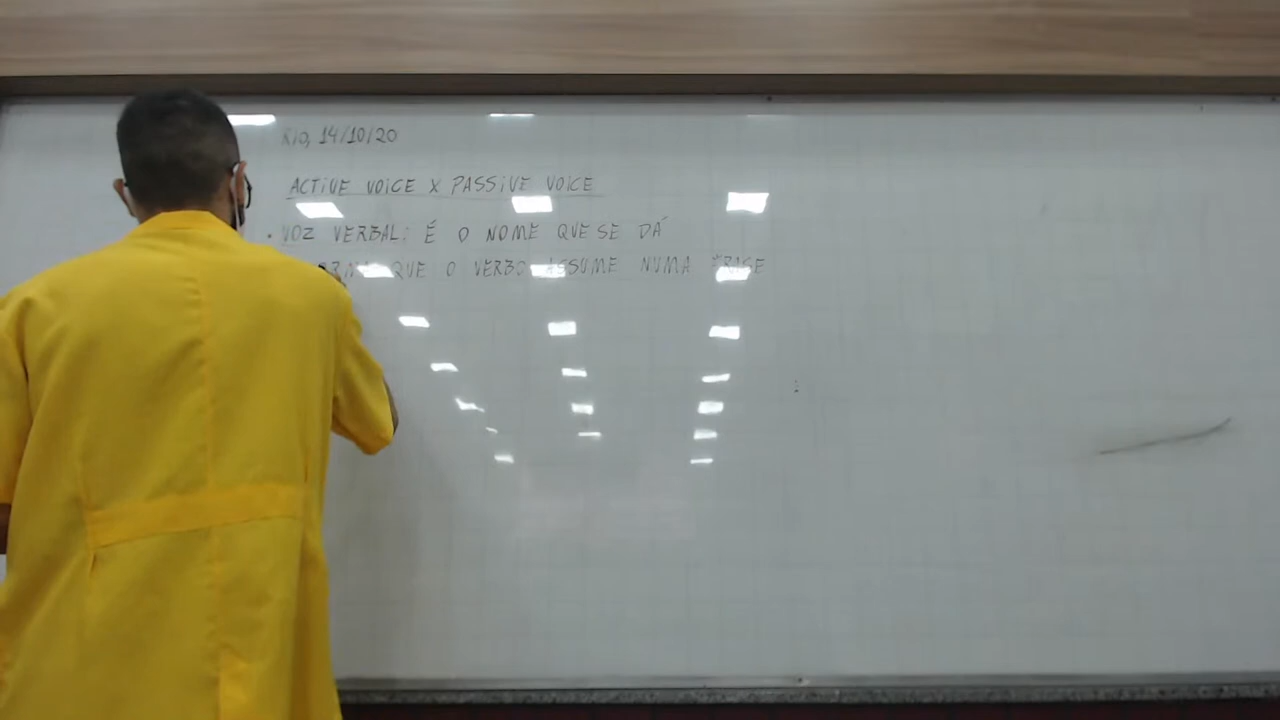 RIO, 14/10/20
ACTIVE VOICE X PASSIVE VOICE
• VOZ VERBAL: É O NOME QUE SE DÁ
QUE O VERBO ASSUME NUMA FRASE